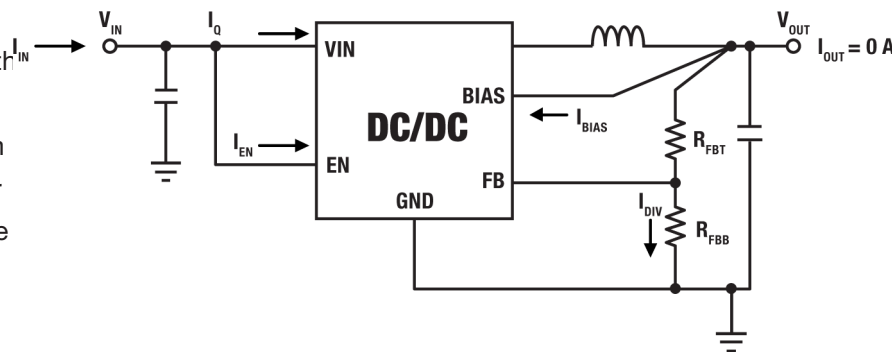 V_IN
I_Q
V_OUT
I_IN
I_OUT = 0 A
VIN
BIAS
DC/DC
I_BIAS
I_EN
EN
R_FBT
FB
GND
I_DIV
R_FBB